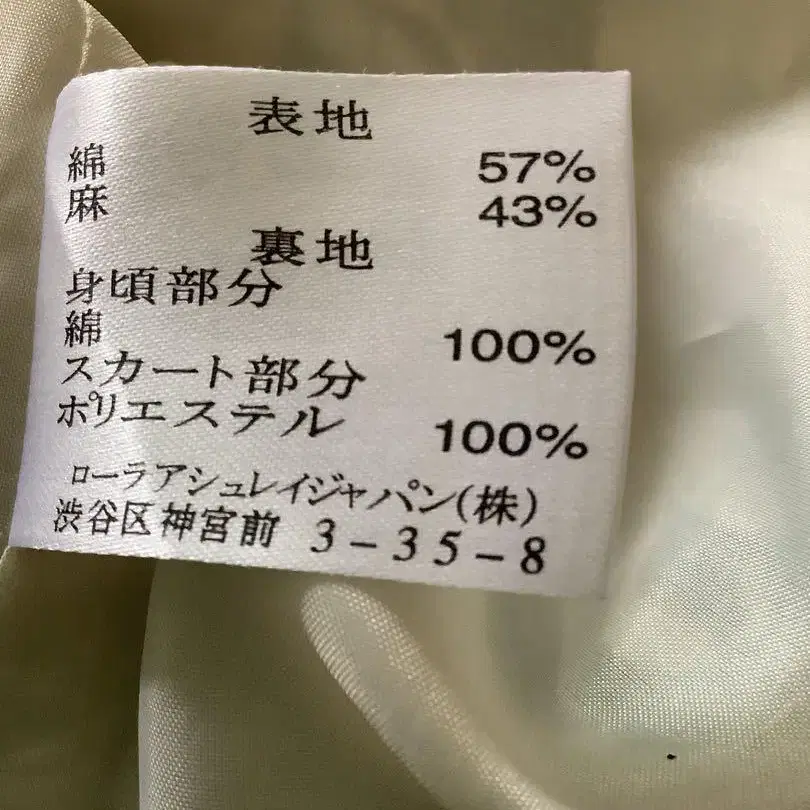 表地
綿 57%
麻 43%
裏地
身頃部分
綿 100%
スカート部分
ポリエステル 100%
ローラアシュレイジャパン(株)
渋谷区神宮前 3-35-8